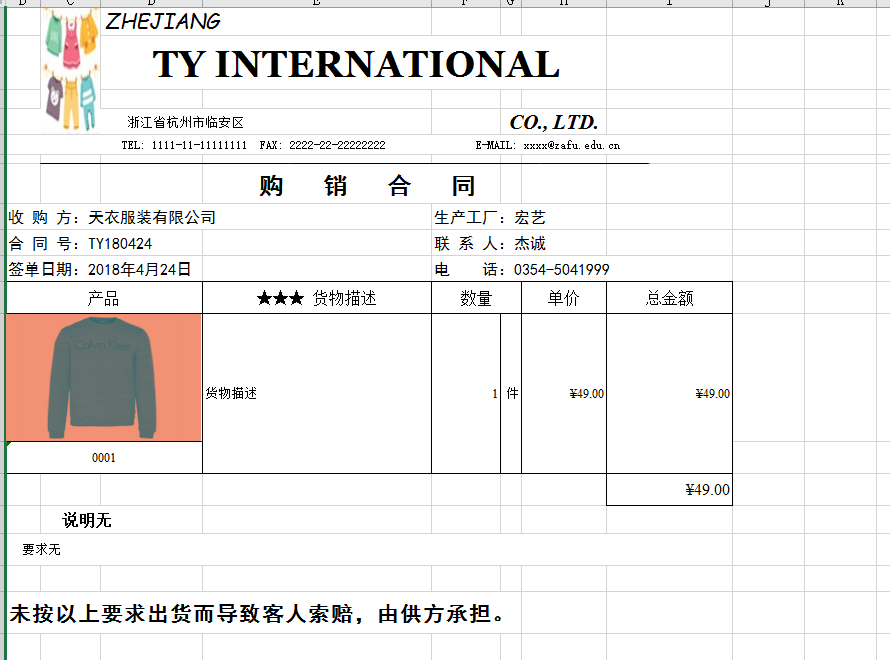 ZHEJIANG
TY INTERNATIONAL
浙江省杭州市临安区 CO., LTD.
TEL: 1111-11-11111111 FAX: 2222-22-22222222 E-MAIL: xxxx@zafu.edu.cn
购 销 合 同
收 购 方: 天衣服装有限公司 生产工厂: 宏艺
合 同 号: TY180424 联 系 人: 杰诚
签单日期: 2018年4月24日 电 话: 0354-5041999
产品 ★★★ 货物描述 数量 单价 总金额
Calvin Klein
货物描述 1 件 ¥49.00 ¥49.00
0001
¥49.00
说明无
要求无
未按以上要求出货而导致客人索赔，由供方承担。